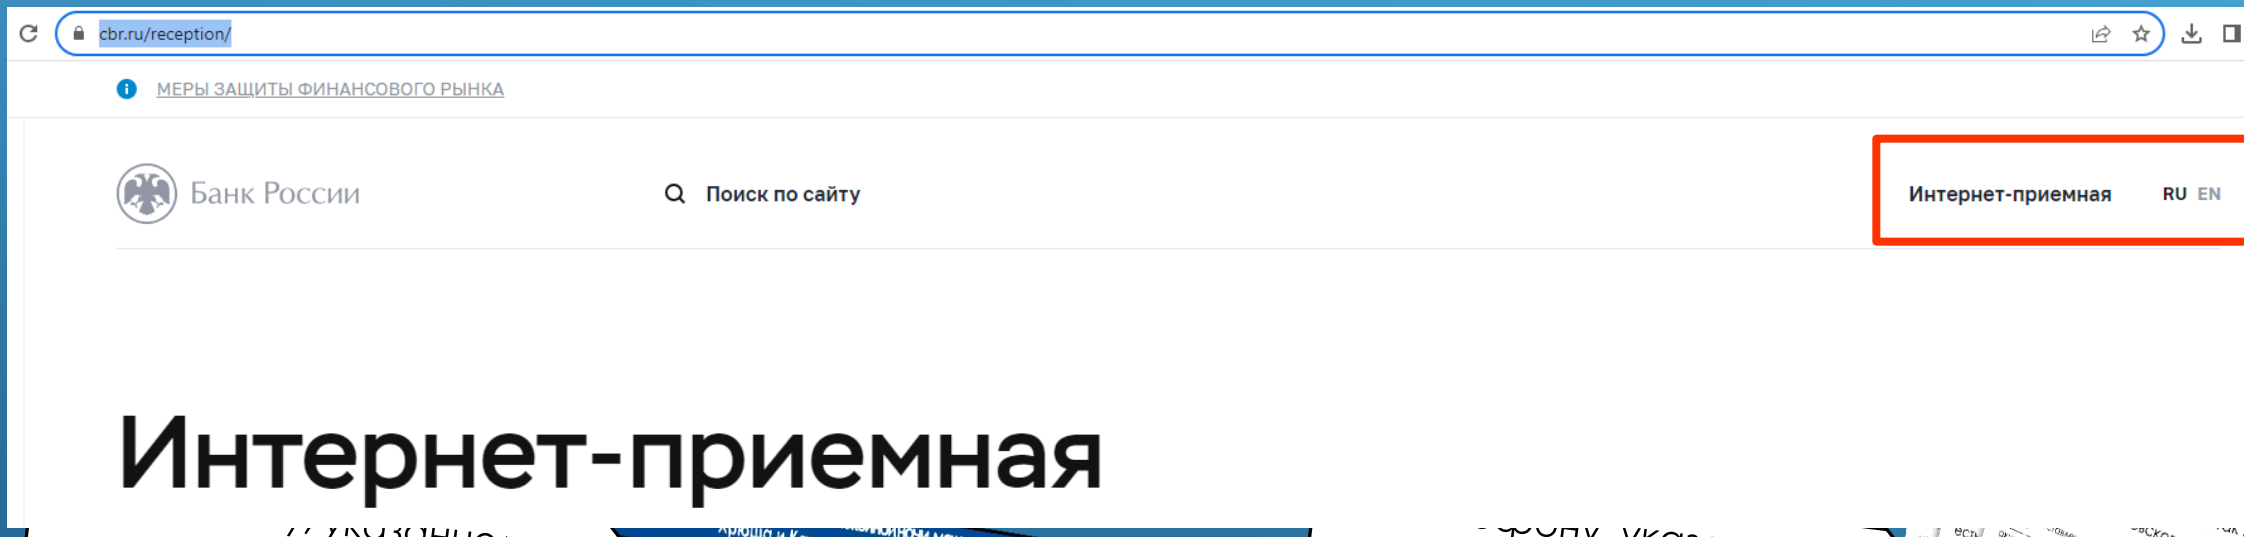 cbr.ru/reception/
МЕРЫ ЗАЩИТЫ ФИНАНСОВОГО РЫНКА
Банк России
Поиск по сайту
Интернет-приемная RU EN
Интернет-приемная